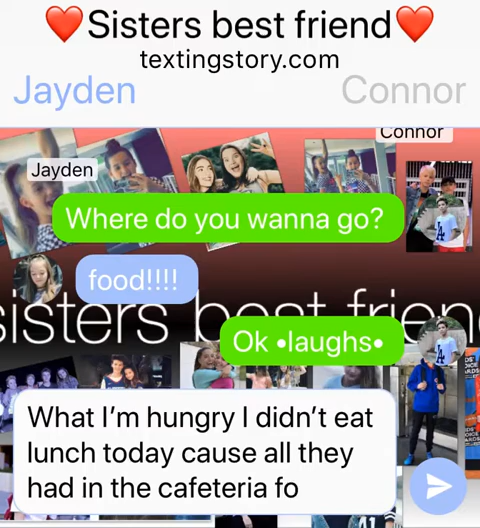 ❤️Sisters best friend❤️
textingstory.com
Jayden Connor
Connor
Jayden
Where do you wanna go?
food!!!!
sisters best frien
Ok •laughs•
What I'm hungry I didn't eat
lunch today cause all they
had in the cafeteria fo